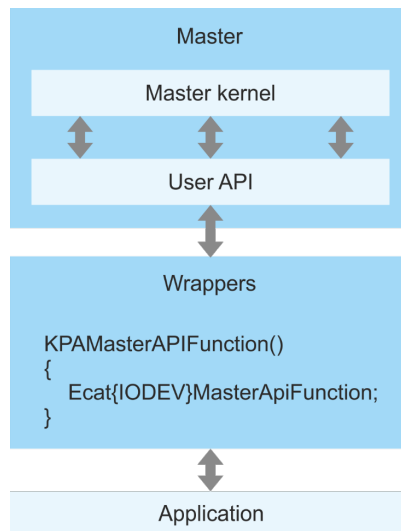 Master
Master kernel
User API
Wrappers
KPAMasterAPIFunction()
{
Ecat{IODEV}MasterApiFunction;
}
Application